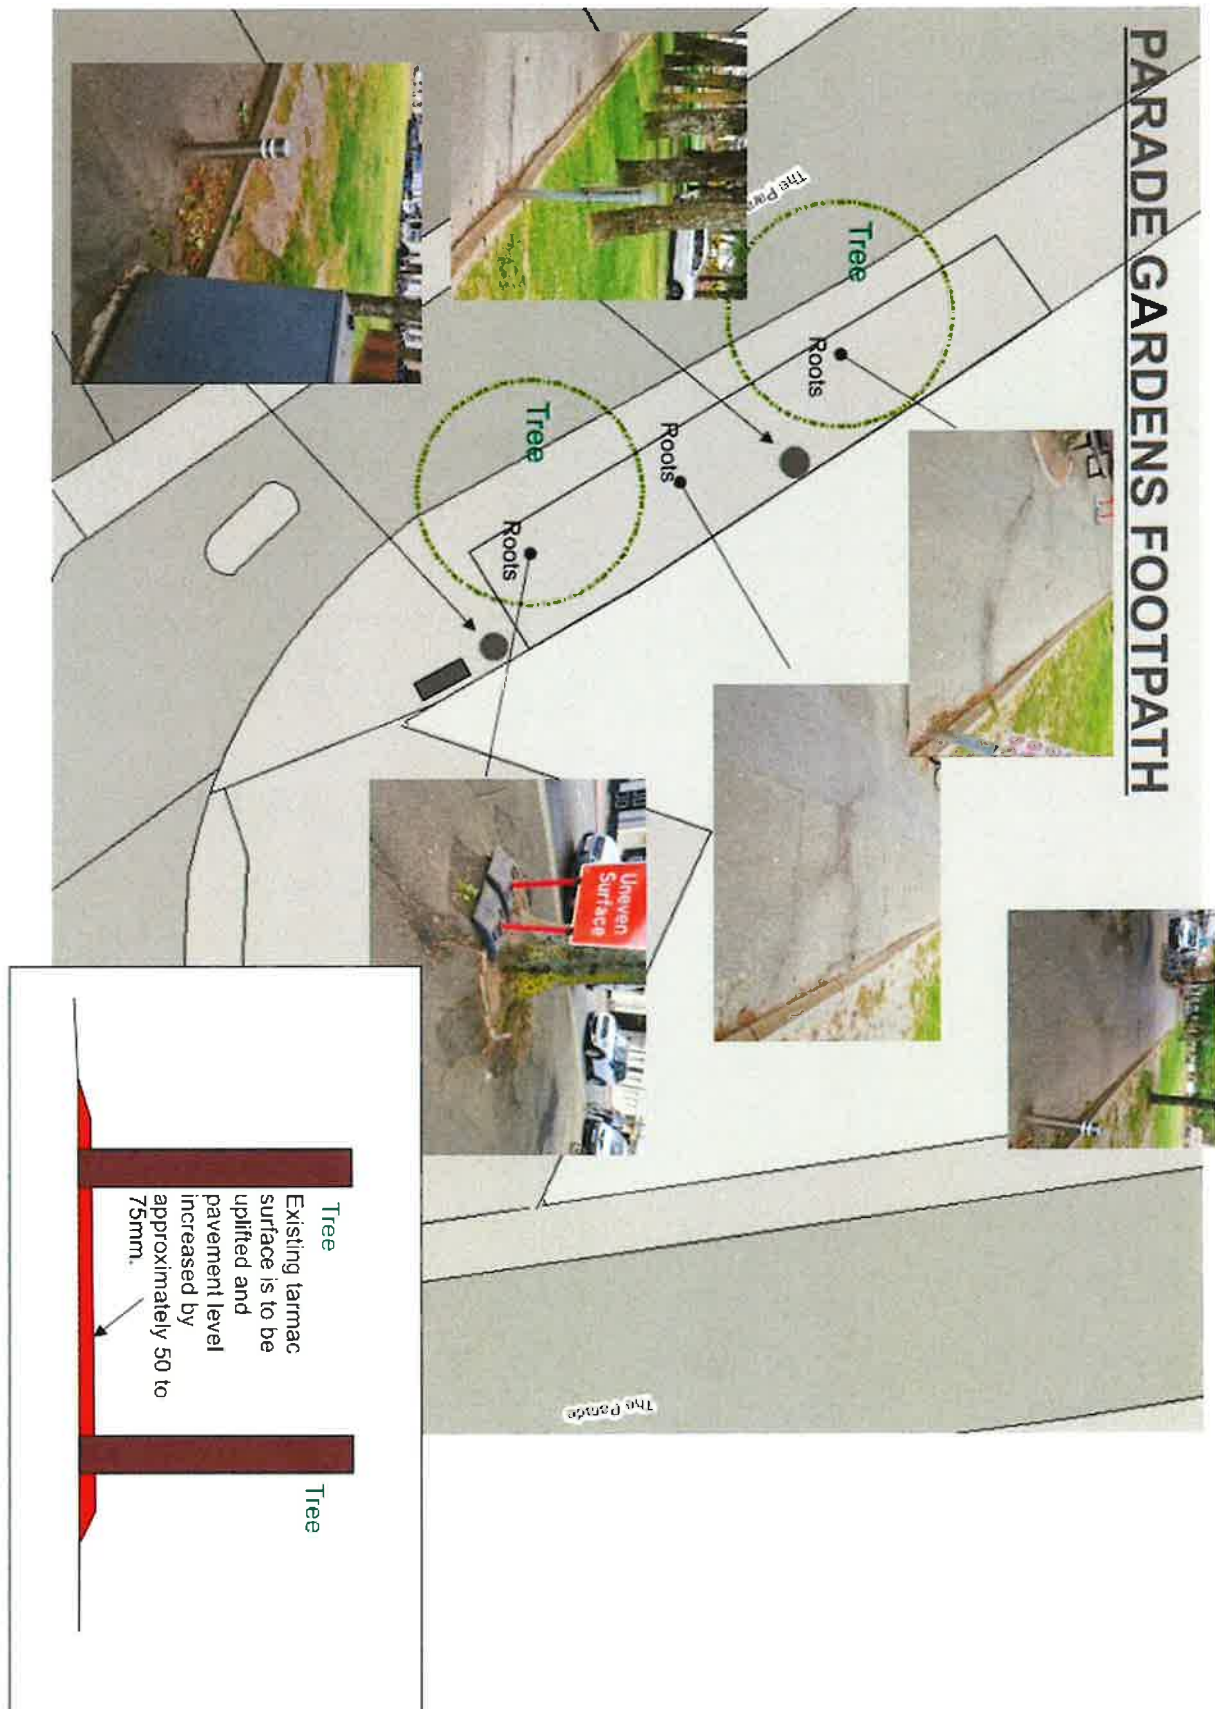 PARADE GARDENS FOOTPATH
The Para
Tree
Roots
Roots
Tree
Roots
Uneven
Surface
The Parade
Tree
Existing tarmac
surface is to be
uplifted and
pavement level
increased by
approximately 50 to
75mm.
Tree